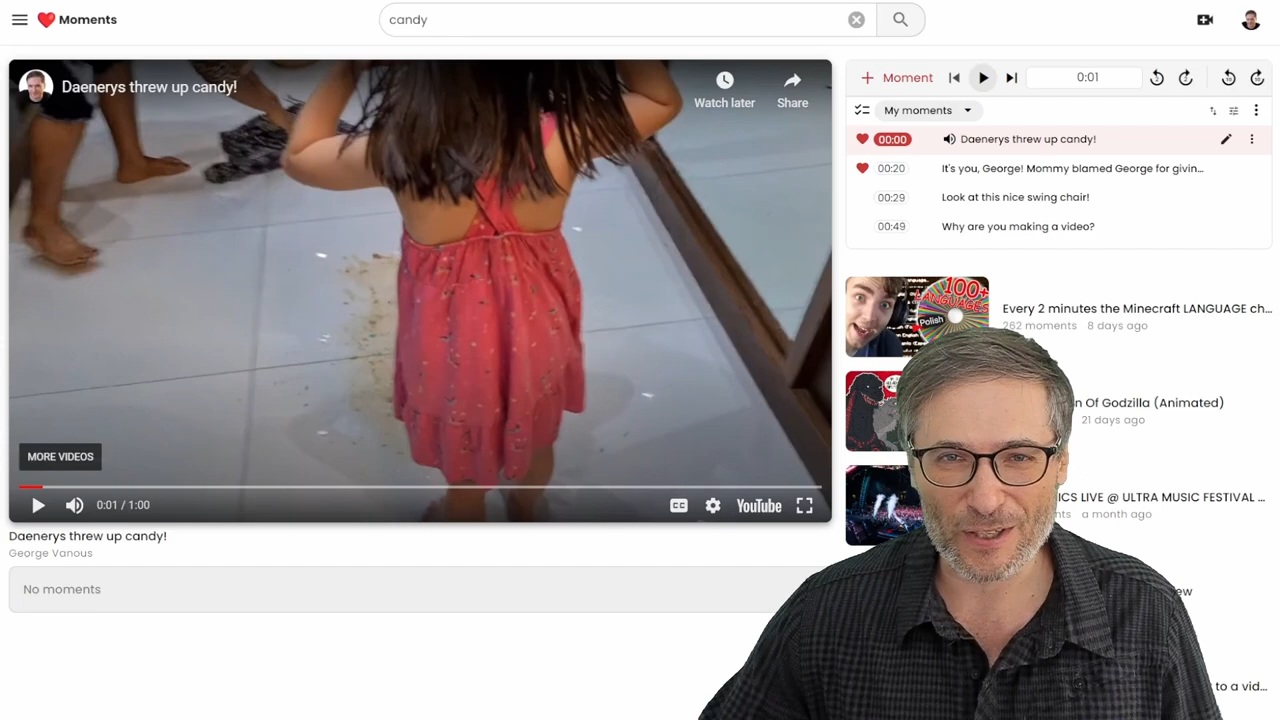 Moments
candy
Daenerys threw up candy!
Watch later
Share
MORE VIDEOS
0:01 / 1:00
CC
YouTube
Daenerys threw up candy!
George Vanous
No moments
+ Moment
0:01
My moments
00:00 Daenerys threw up candy!
00:20 It's you, George! Mommy blamed George for givin...
00:29 Look at this nice swing chair!
00:49 Why are you making a video?
100+
LANGUAGES
Polish
Every 2 minutes the Minecraft LANGUAGE ch...
262 moments 8 days ago
n Of Godzilla (Animated)
21 days ago
ICS LIVE @ ULTRA MUSIC FESTIVAL ...
nts a month ago
ew
to a vid...